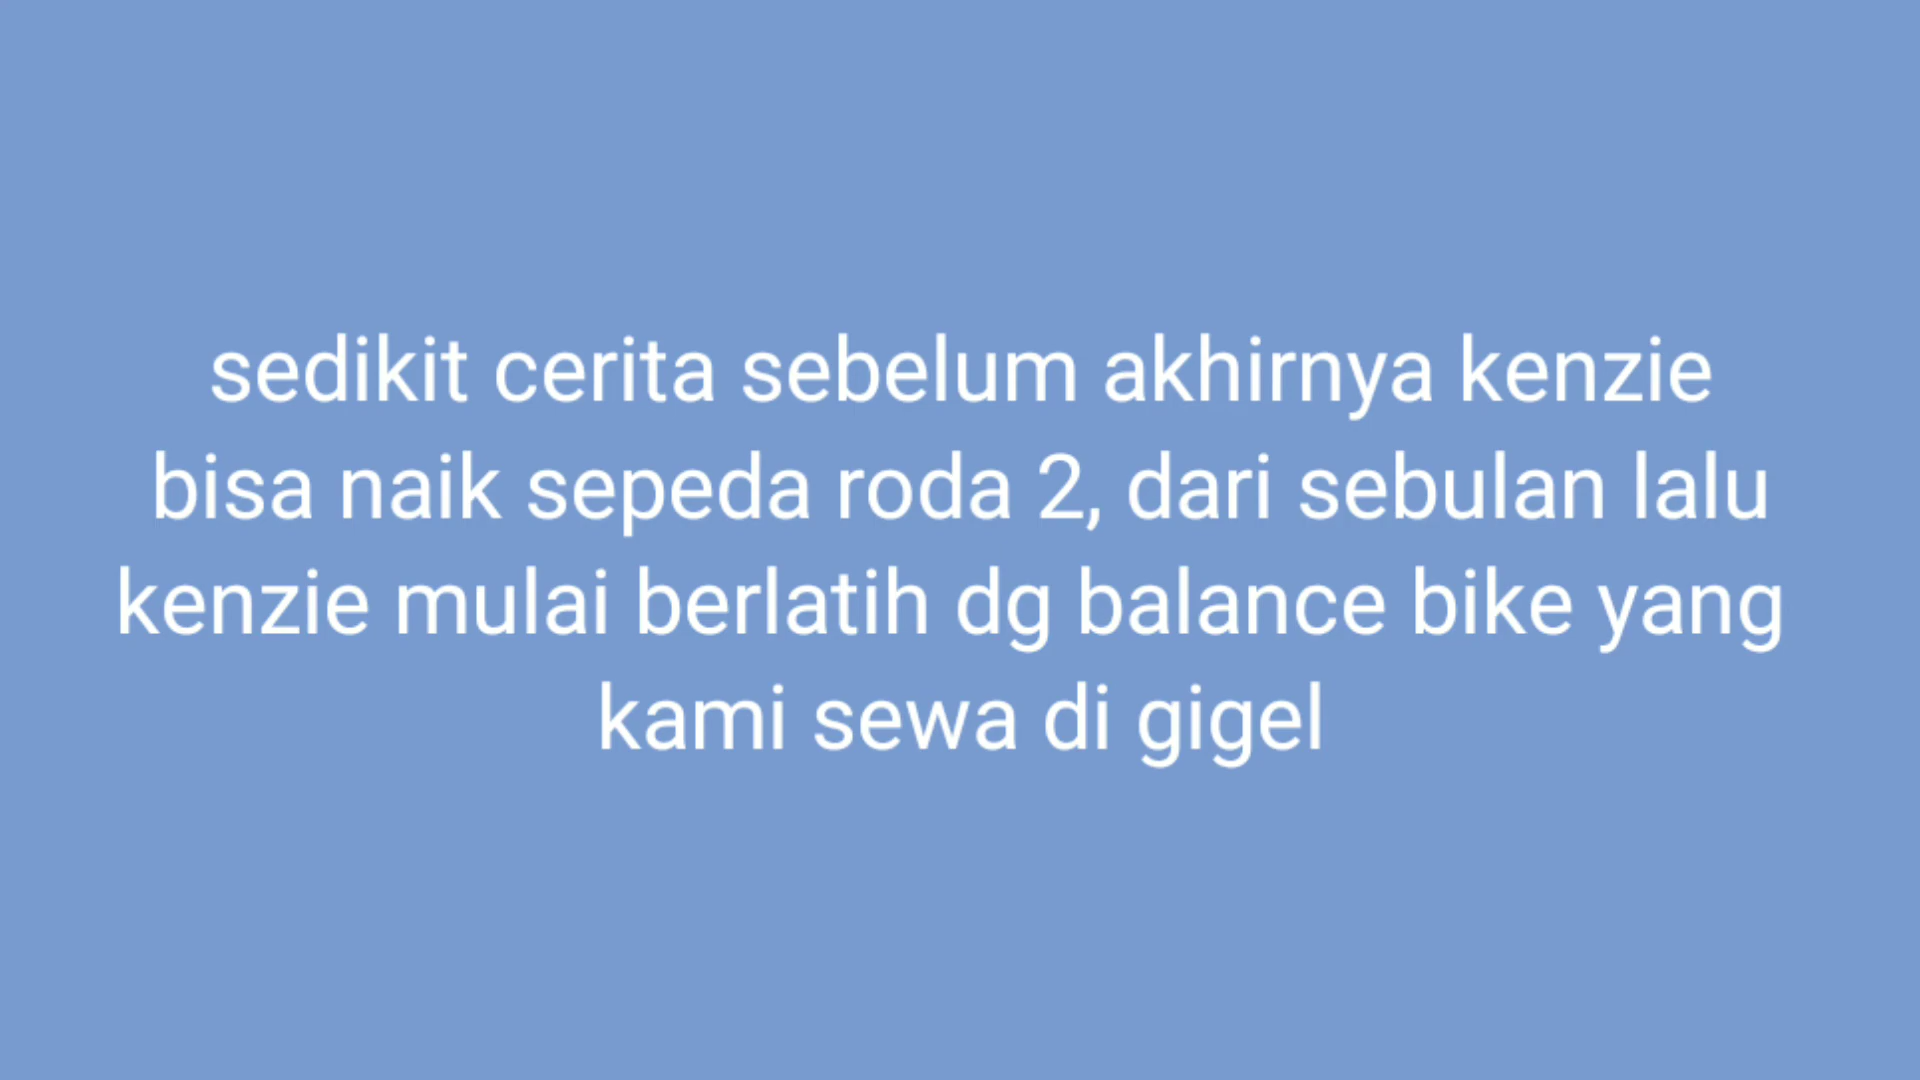 sedikit cerita sebelum akhirnya kenzie
bisa naik sepeda roda 2, dari sebulan lalu
kenzie mulai berlatih dg balance bike yang
kami sewa di gigel